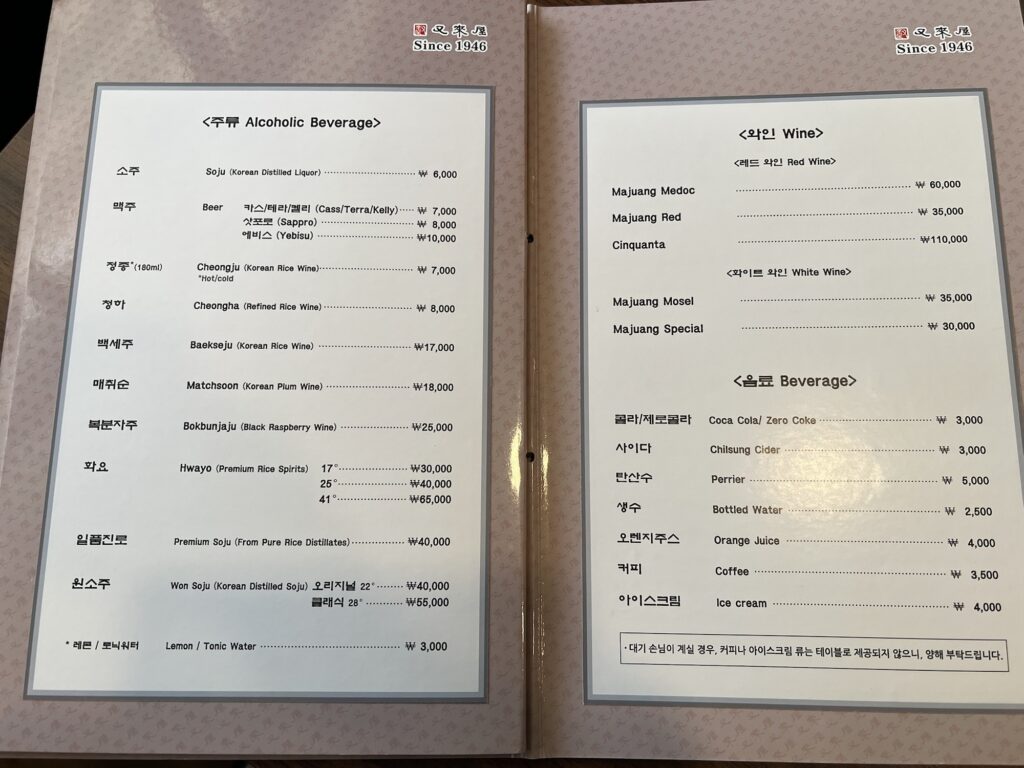 又來屋
Since 1946
<주류 Alcoholic Beverage>
소주 Soju (Korean Distilled Liquor) ₩ 6,000
맥주 Beer 카스/테라/켈리 (Cass/Terra/Kelly) ₩ 7,000
삿포로 (Sappro) ₩ 8,000
에비스 (Yebisu) ₩10,000
정종*(180ml) Cheongju (Korean Rice Wine) ₩ 7,000
*Hot/cold
청하 Cheongha (Refined Rice Wine) ₩ 8,000
백세주 Baekseju (Korean Rice Wine) ₩17,000
매취순 Matchsoon (Korean Plum Wine) ₩18,000
복분자주 Bokbunjaju (Black Raspberry Wine) ₩25,000
화요 Hwayo (Premium Rice Spirits) 17° ₩30,000
25° ₩40,000
41° ₩65,000
일품진로 Premium Soju (From Pure Rice Distillates) ₩40,000
원소주 Won Soju (Korean Distilled Soju) 오리지널 22° ₩40,000
클래식 28° ₩55,000
* 레몬 / 토닉워터 Lemon / Tonic Water ₩ 3,000
又來屋
Since 1946
<와인 Wine>
<레드 와인 Red Wine>
Majuang Medoc ₩ 60,000
Majuang Red ₩ 35,000
Cinquanta ₩110,000
<화이트 와인 White Wine>
Majuang Mosel ₩ 35,000
Majuang Special ₩ 30,000
<음료 Beverage>
콜라/제로콜라 Coca Cola/ Zero Coke ₩ 3,000
사이다 Chilsung Cider ₩ 3,000
탄산수 Perrier ₩ 5,000
생수 Bottled Water ₩ 2,500
오렌지주스 Orange Juice ₩ 4,000
커피 Coffee ₩ 3,500
아이스크림 Ice cream ₩ 4,000
· 대기 손님이 계실 경우, 커피나 아이스크림 류는 테이블로 제공되지 않으니, 양해 부탁드립니다.